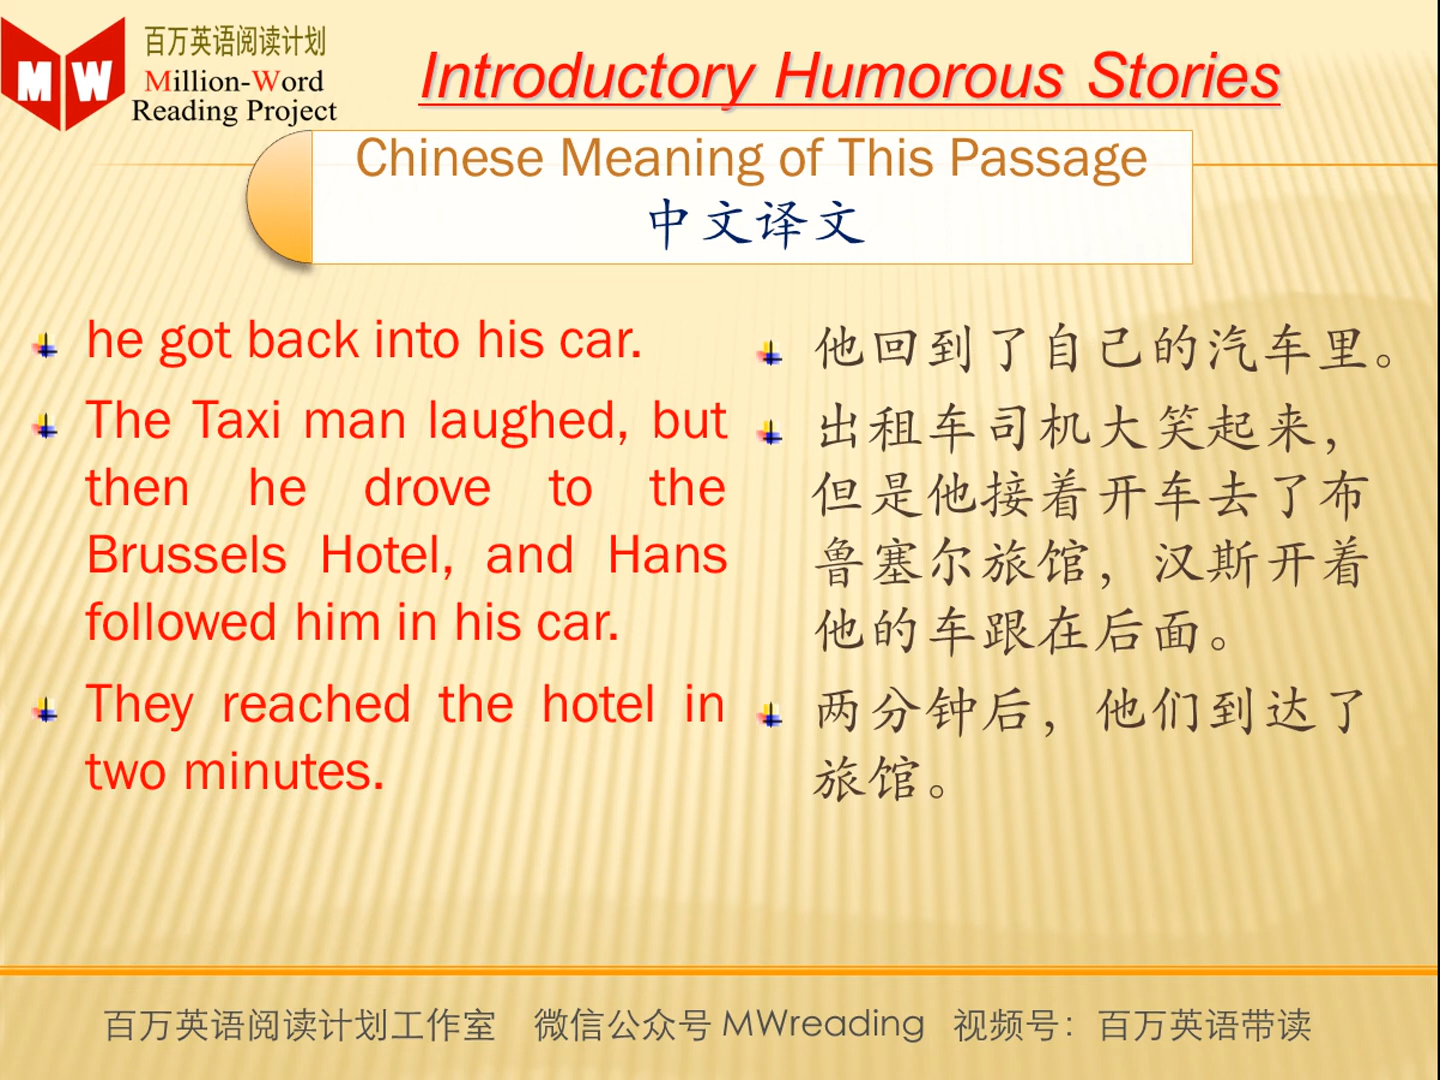 百万英语阅读计划
Million-Word
Reading Project
MW
Introductory Humorous Stories
Chinese Meaning of This Passage
中文译文
he got back into his car.
The Taxi man laughed, but
then he drove to the
Brussels Hotel, and Hans
followed him in his car.
They reached the hotel in
two minutes.
他回到了自己的汽车里。
出租车司机大笑起来，
但是他接着开车去了布
鲁塞尔旅馆，汉斯开着
他的车跟在后面。
两分钟后，他们到达了
旅馆。
百万英语阅读计划工作室 微信公众号 MWreading 视频号：百万英语带读